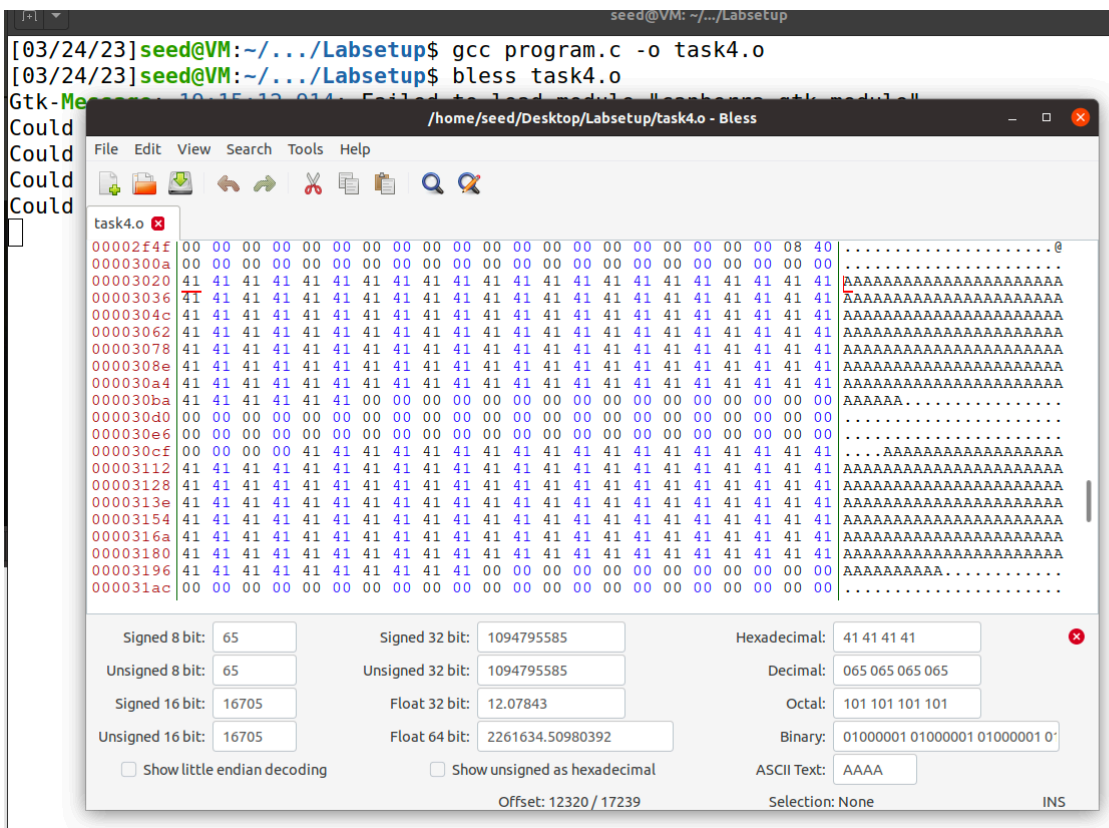 seed@VM: ~/.../Labsetup
[03/24/23]seed@VM:~/.../Labsetup$ gcc program.c -o task4.o
[03/24/23]seed@VM:~/.../Labsetup$ bless task4.o
Gtk-Message: Failed to load module "canberra-gtk-module"
Could
Could
Could
Could
/home/seed/Desktop/Labsetup/task4.o - Bless
File Edit View Search Tools Help
task4.o
00002f4f 00 00 00 00 00 00 00 00 00 00 00 00 00 00 00 00 00 00 00 00 08 40 .....................@
0000300a 00 00 00 00 00 00 00 00 00 00 00 00 00 00 00 00 00 00 00 00 00 00 ......................
00003020 41 41 41 41 41 41 41 41 41 41 41 41 41 41 41 41 41 41 41 41 41 41 AAAAAAAAAAAAAAAAAAAAAA
00003036 41 41 41 41 41 41 41 41 41 41 41 41 41 41 41 41 41 41 41 41 41 41 AAAAAAAAAAAAAAAAAAAAAA
0000304c 41 41 41 41 41 41 41 41 41 41 41 41 41 41 41 41 41 41 41 41 41 41 AAAAAAAAAAAAAAAAAAAAAA
00003062 41 41 41 41 41 41 41 41 41 41 41 41 41 41 41 41 41 41 41 41 41 41 AAAAAAAAAAAAAAAAAAAAAA
00003078 41 41 41 41 41 41 41 41 41 41 41 41 41 41 41 41 41 41 41 41 41 41 AAAAAAAAAAAAAAAAAAAAAA
0000308e 41 41 41 41 41 41 41 41 41 41 41 41 41 41 41 41 41 41 41 41 41 41 AAAAAAAAAAAAAAAAAAAAAA
000030a4 41 41 41 41 41 41 41 41 41 41 41 41 41 41 41 41 41 41 41 41 41 41 AAAAAAAAAAAAAAAAAAAAAA
000030ba 41 41 41 41 41 41 00 00 00 00 00 00 00 00 00 00 00 00 00 00 00 00 AAAAAA................
000030d0 00 00 00 00 00 00 00 00 00 00 00 00 00 00 00 00 00 00 00 00 00 00 ......................
000030e6 00 00 00 00 00 00 00 00 00 00 00 00 00 00 00 00 00 00 00 00 00 00 ......................
000030cf 00 00 00 00 41 41 41 41 41 41 41 41 41 41 41 41 41 41 41 41 41 41 ....AAAAAAAAAAAAAAAAAA
00003112 41 41 41 41 41 41 41 41 41 41 41 41 41 41 41 41 41 41 41 41 41 41 AAAAAAAAAAAAAAAAAAAAAA
00003128 41 41 41 41 41 41 41 41 41 41 41 41 41 41 41 41 41 41 41 41 41 41 AAAAAAAAAAAAAAAAAAAAAA
0000313e 41 41 41 41 41 41 41 41 41 41 41 41 41 41 41 41 41 41 41 41 41 41 AAAAAAAAAAAAAAAAAAAAAA
00003154 41 41 41 41 41 41 41 41 41 41 41 41 41 41 41 41 41 41 41 41 41 41 AAAAAAAAAAAAAAAAAAAAAA
0000316a 41 41 41 41 41 41 41 41 41 41 41 41 41 41 41 41 41 41 41 41 41 41 AAAAAAAAAAAAAAAAAAAAAA
00003180 41 41 41 41 41 41 41 41 41 41 41 41 41 41 41 41 41 41 41 41 41 41 AAAAAAAAAAAAAAAAAAAAAA
00003196 41 41 41 41 41 41 41 41 41 41 00 00 00 00 00 00 00 00 00 00 00 00 AAAAAAAAAA............
000031ac 00 00 00 00 00 00 00 00 00 00 00 00 00 00 00 00 00 00 00 00 00 00 ......................
Signed 8 bit: 65 Signed 32 bit: 1094795585 Hexadecimal: 41 41 41 41
Unsigned 8 bit: 65 Unsigned 32 bit: 1094795585 Decimal: 065 065 065 065
Signed 16 bit: 16705 Float 32 bit: 12.07843 Octal: 101 101 101 101
Unsigned 16 bit: 16705 Float 64 bit: 2261634.50980392 Binary: 01000001 01000001 01000001 01
Show little endian decoding Show unsigned as hexadecimal ASCII Text: AAAA
Offset: 12320 / 17239 Selection: None INS